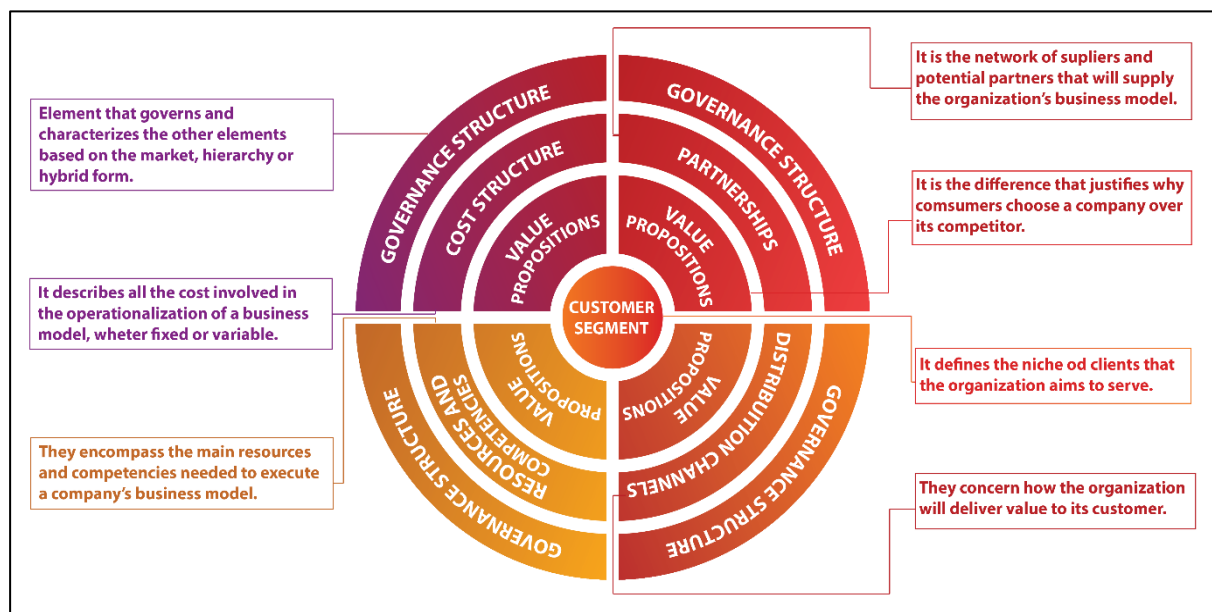 Element that governs and
characterizes the other elements
based on the market, hierarchy or
hybrid form.
It describes all the cost involved in
the operationalization of a business
model, wheter fixed or variable.
They encompass the main resources
and competencies needed to execute
a company's business model.
GOVERNANCE STRUCTURE
COST STRUCTURE
VALUE
PROPOSITIONS
GOVERNANCE STRUCTURE
PARTNERSHIPS
VALUE
PROPOSITIONS
CUSTOMER
SEGMENT
VALUE
PROPOSITIONS
RESOURCES AND
COMPETENCIES
GOVERNANCE STRUCTURE
VALUE
PROPOSITIONS
DISTRIBUITION CHANNELS
GOVERNANCE STRUCTURE
It is the network of supliers and
potential partners that will supply
the organization's business model.
It is the difference that justifies why
comsumers choose a company over
its competitor.
It defines the niche od clients that
the organization aims to serve.
They concern how the organization
will deliver value to its customer.